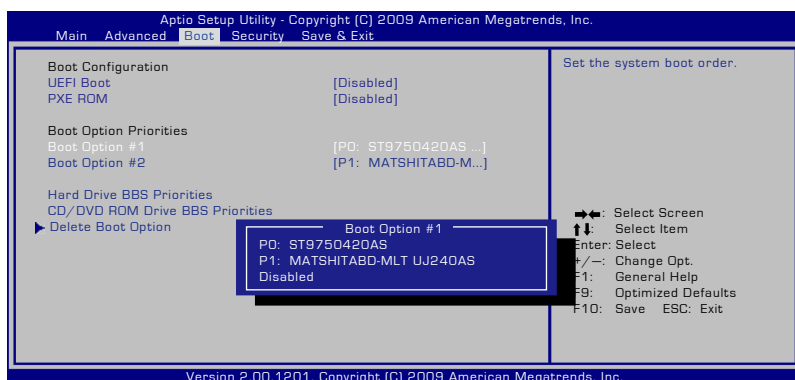 Aptio Setup Utility - Copyright (C) 2009 American Megatrends, Inc.
Main Advanced Boot Security Save & Exit
Boot Configuration
UEFI Boot [Disabled]
PXE ROM [Disabled]
Boot Option Priorities
Boot Option #1 [P0: ST9750420AS ...]
Boot Option #2 [P1: MATSHITABD-M...]
Hard Drive BBS Priorities
CD/DVD ROM Drive BBS Priorities
Delete Boot Option
Boot Option #1
P0: ST9750420AS
P1: MATSHITABD-MLT UJ240AS
Disabled
Set the system boot order.
→←: Select Screen
↑↓: Select Item
Enter: Select
+/—: Change Opt.
F1: General Help
F9: Optimized Defaults
F10: Save ESC: Exit
Version 2.00.1201. Copyright (C) 2009 American Megatrends, Inc.